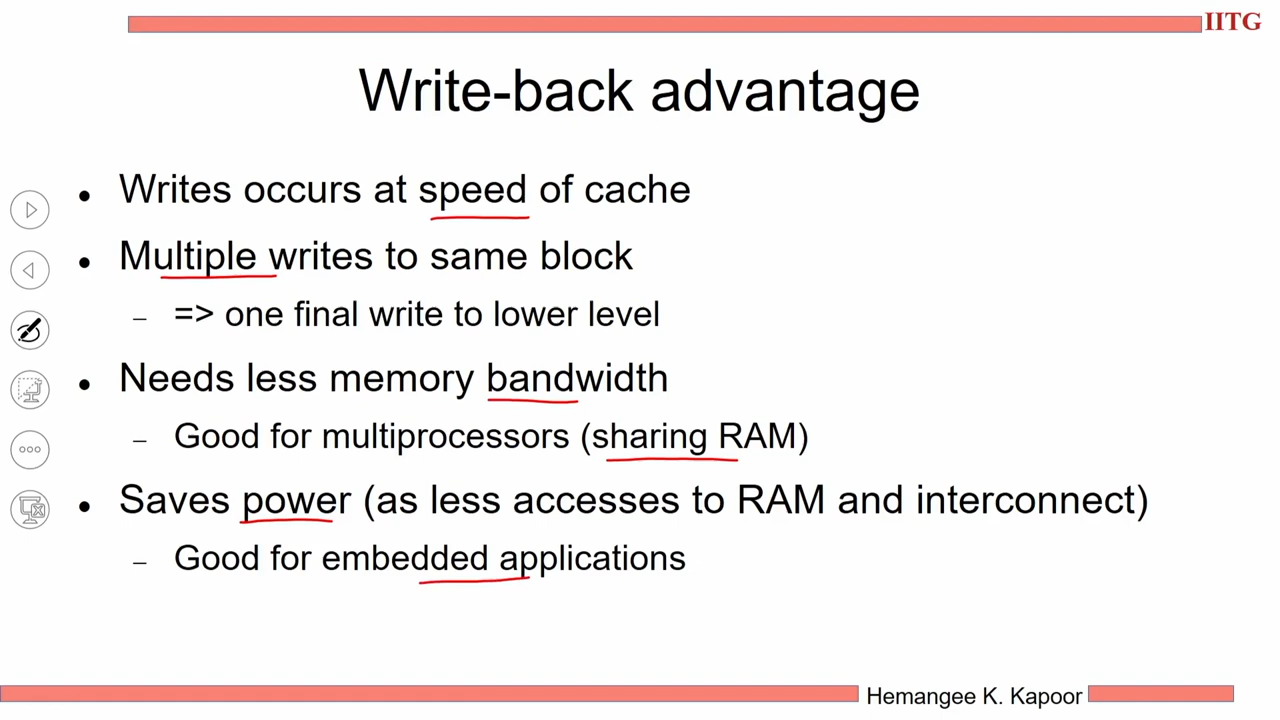 IITG
Write-back advantage
• Writes occurs at speed of cache
• Multiple writes to same block
– => one final write to lower level
• Needs less memory bandwidth
– Good for multiprocessors (sharing RAM)
• Saves power (as less accesses to RAM and interconnect)
– Good for embedded applications
Hemangee K. Kapoor